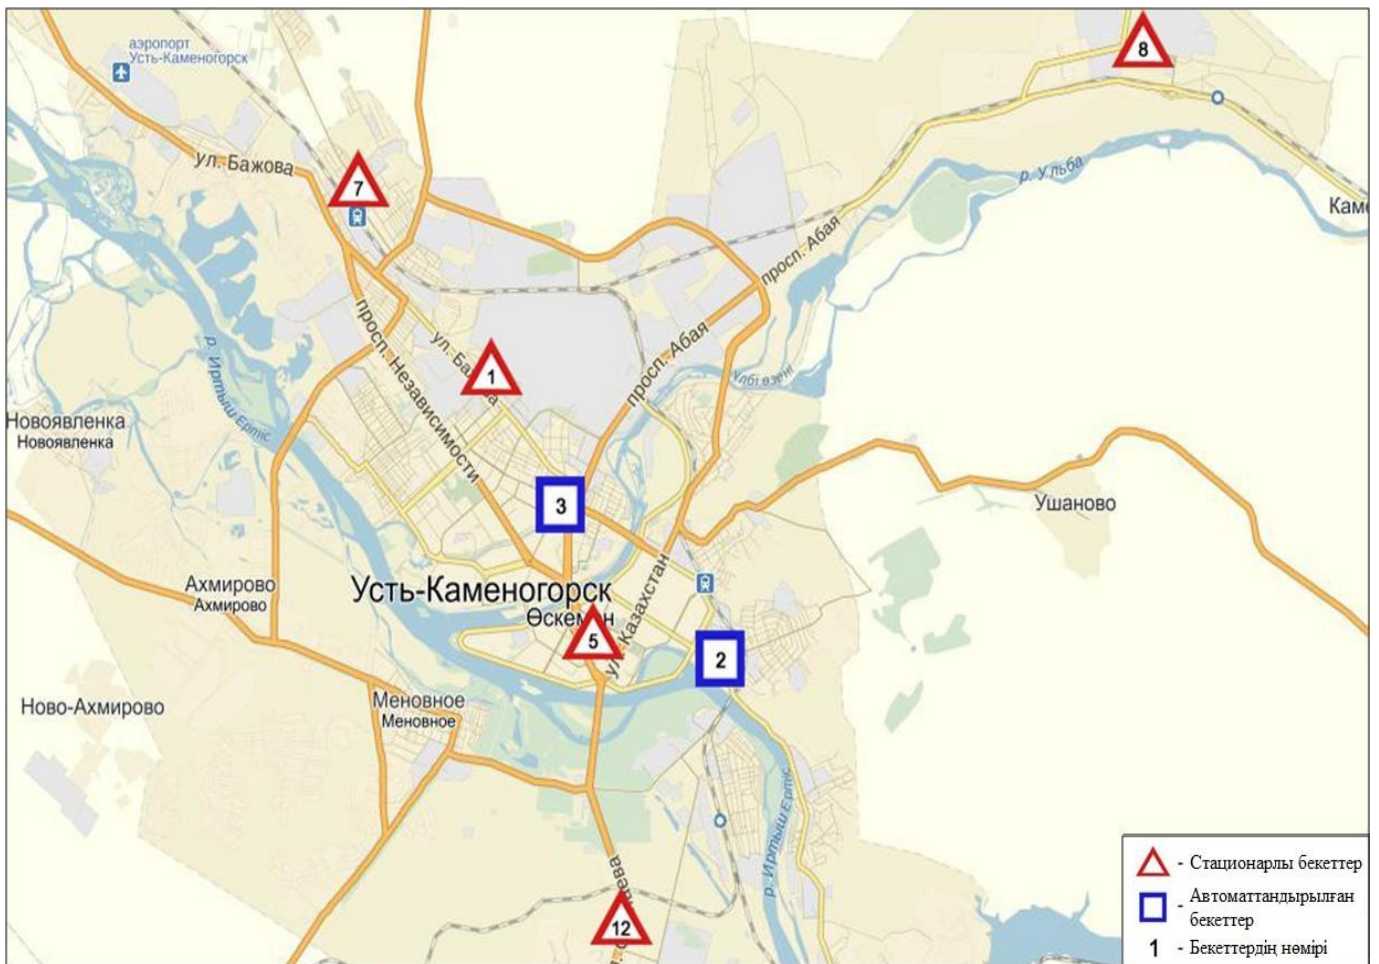 аэропорт
Усть-Каменогорск
8
ул. Бажова
7
р. Ульба
Каме
просп. Абая
р. Иртыш Ертіс
просп. Независимости
ул. Ба
1
просп. Абая
Үлбі өзені
Новоявленка
Новоявленка
3
Ушаново
Ахмирово
Ахмирово
Усть-Каменогорск
Өскемен
5
ул. Казахстан
2
Ново-Ахмирово
Меновное
Меновное
р. Иртыш Ертіс
12
- Стационарлы бекеттер
- Автоматтандырылған
бекеттер
1 - Бекеттердің нөмірі